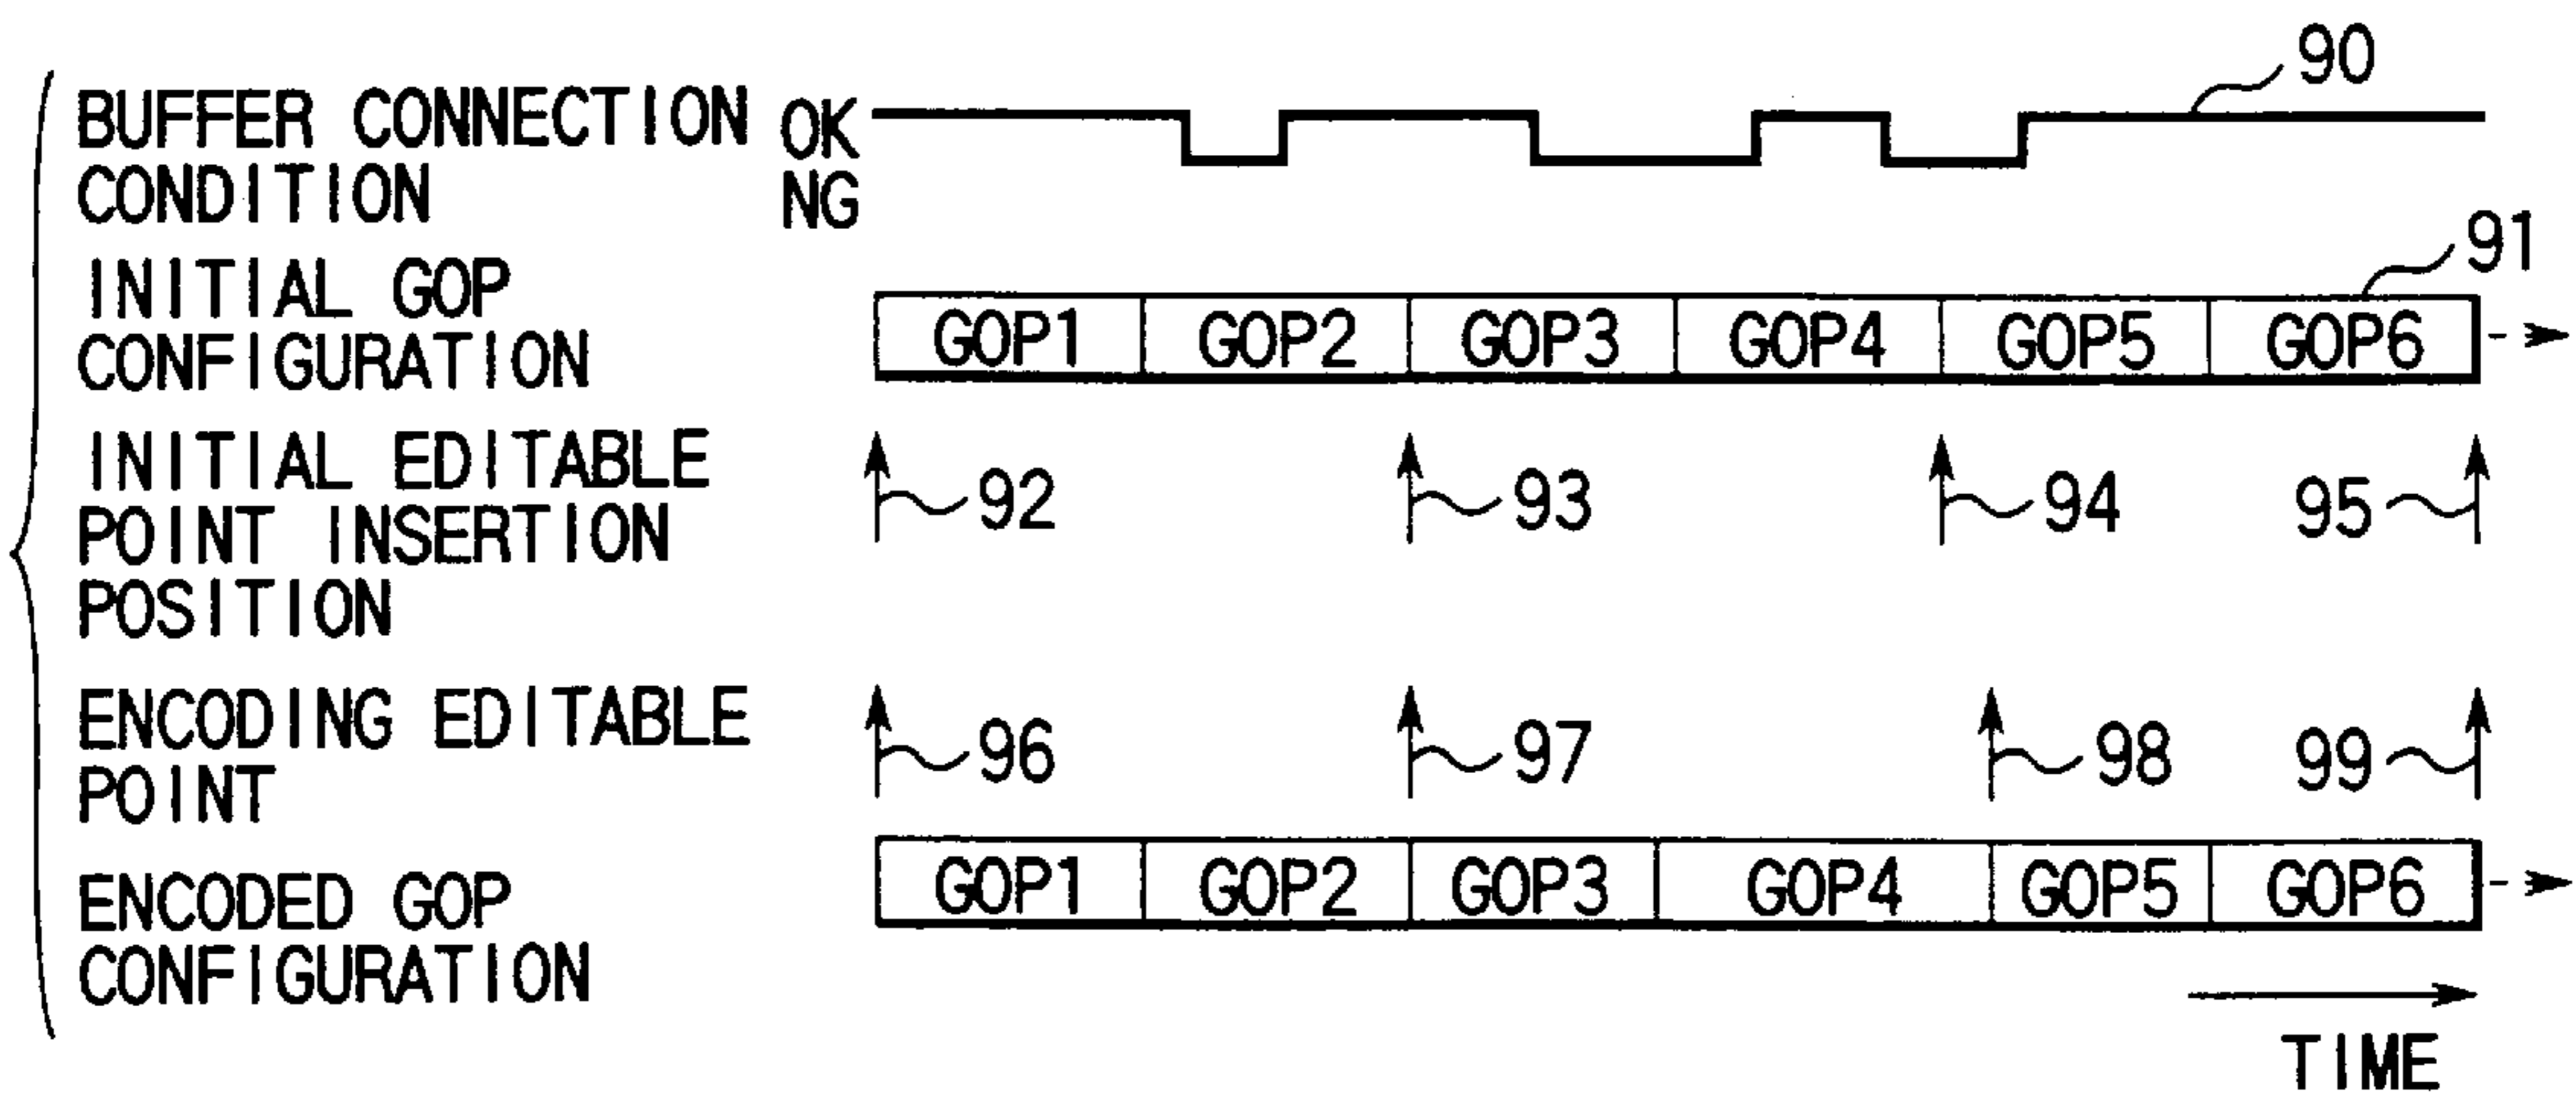 90
BUFFER CONNECTION
CONDITION
OK
NG
91
INITIAL GOP
CONFIGURATION
GOP1 GOP2 GOP3 GOP4 GOP5 GOP6
INITIAL EDITABLE
POINT INSERTION
POSITION
92 93 94 95
ENCODING EDITABLE
POINT
96 97 98 99
ENCODED GOP
CONFIGURATION
GOP1 GOP2 GOP3 GOP4 GOP5 GOP6
TIME